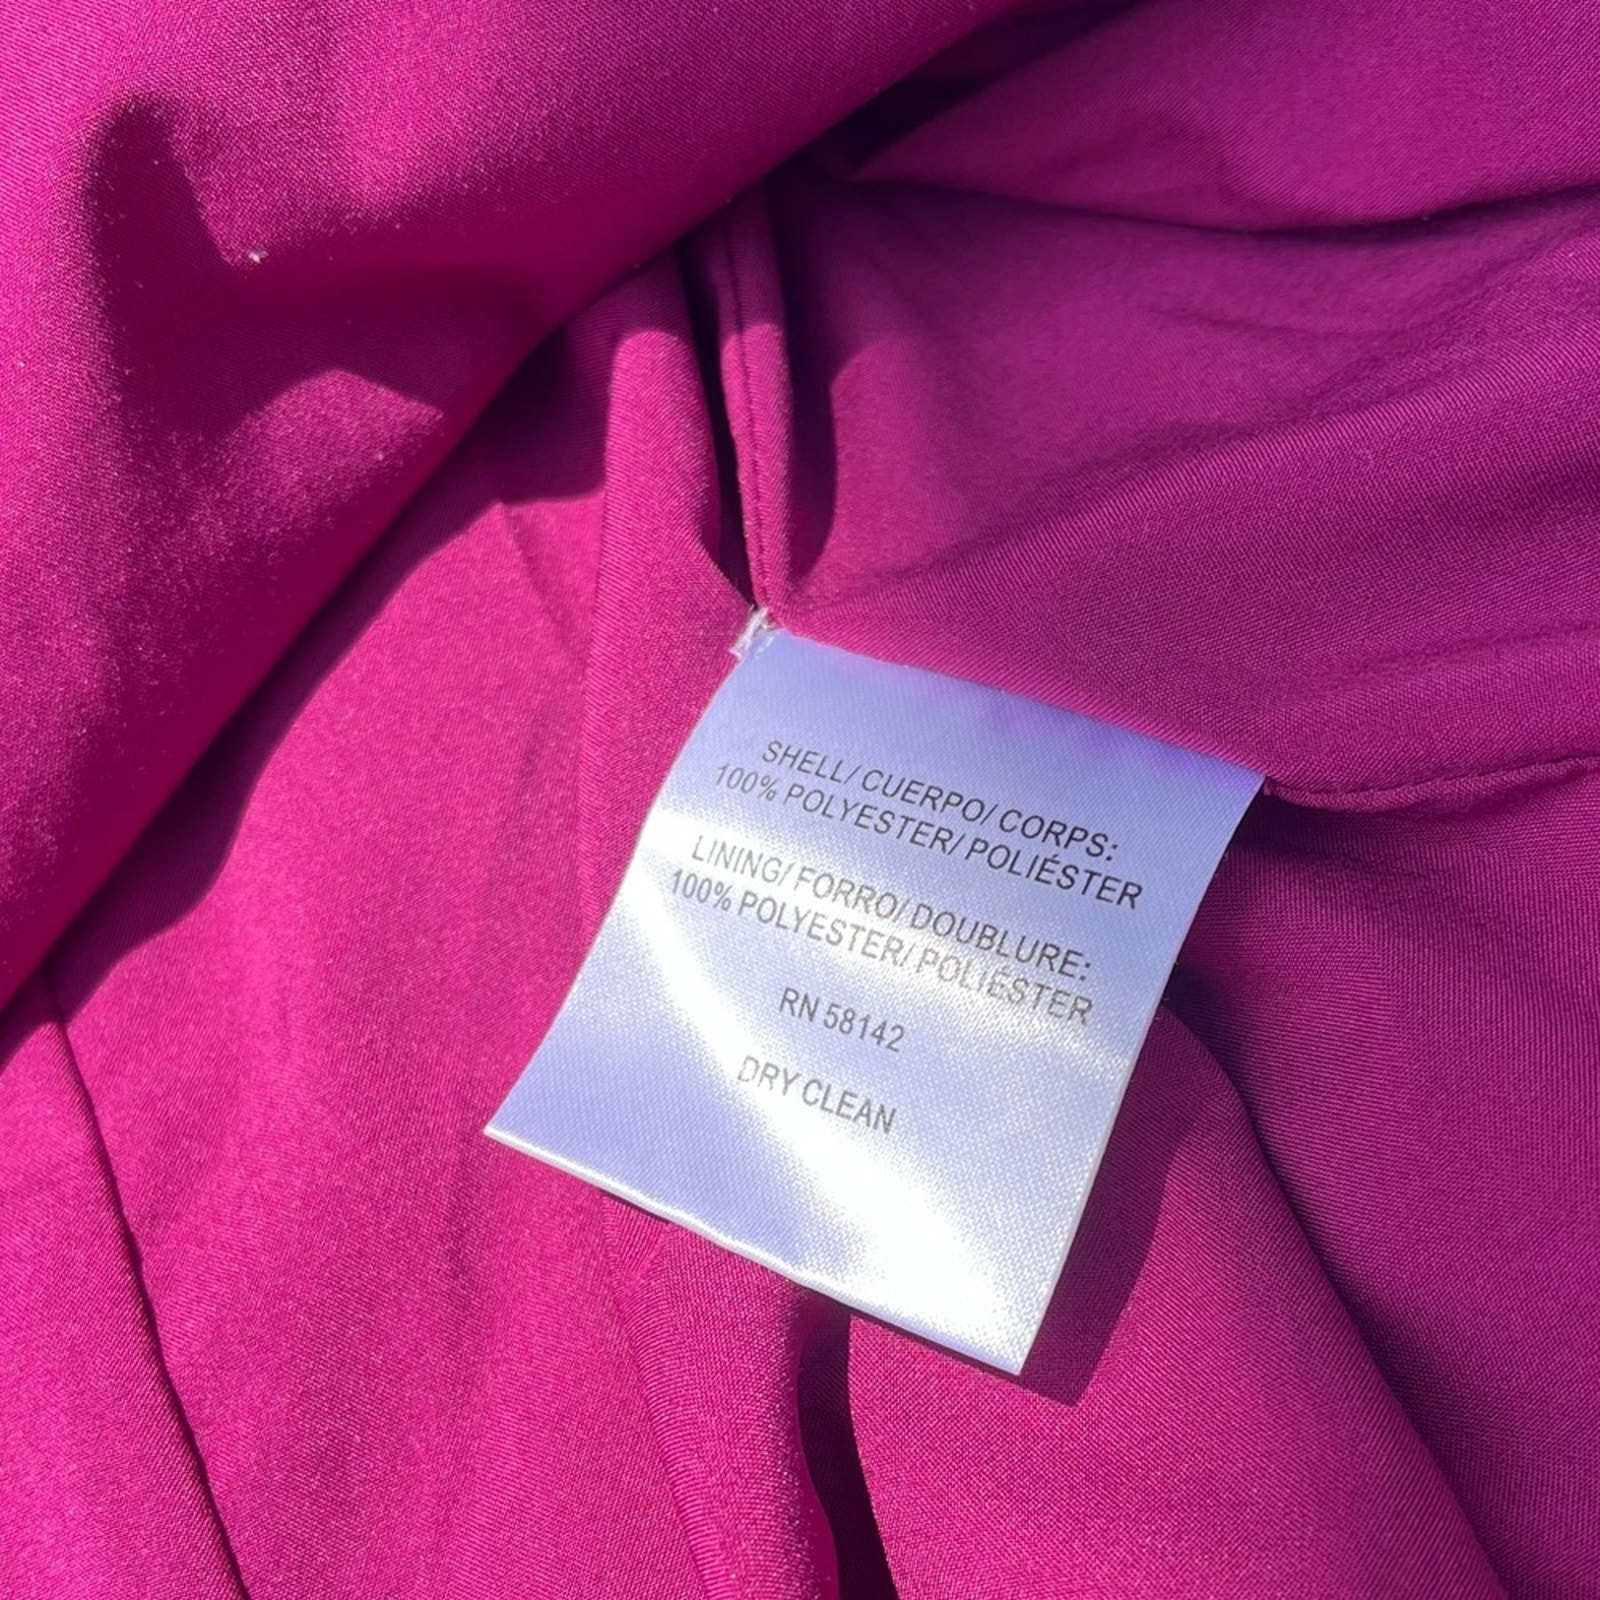 SHELL/ CUERPO/ CORPS:
100% POLYESTER/ POLIÉSTER
LINING/ FORRO/ DOUBLURE:
100% POLYESTER/ POLIÉSTER
RN 58142
DRY CLEAN